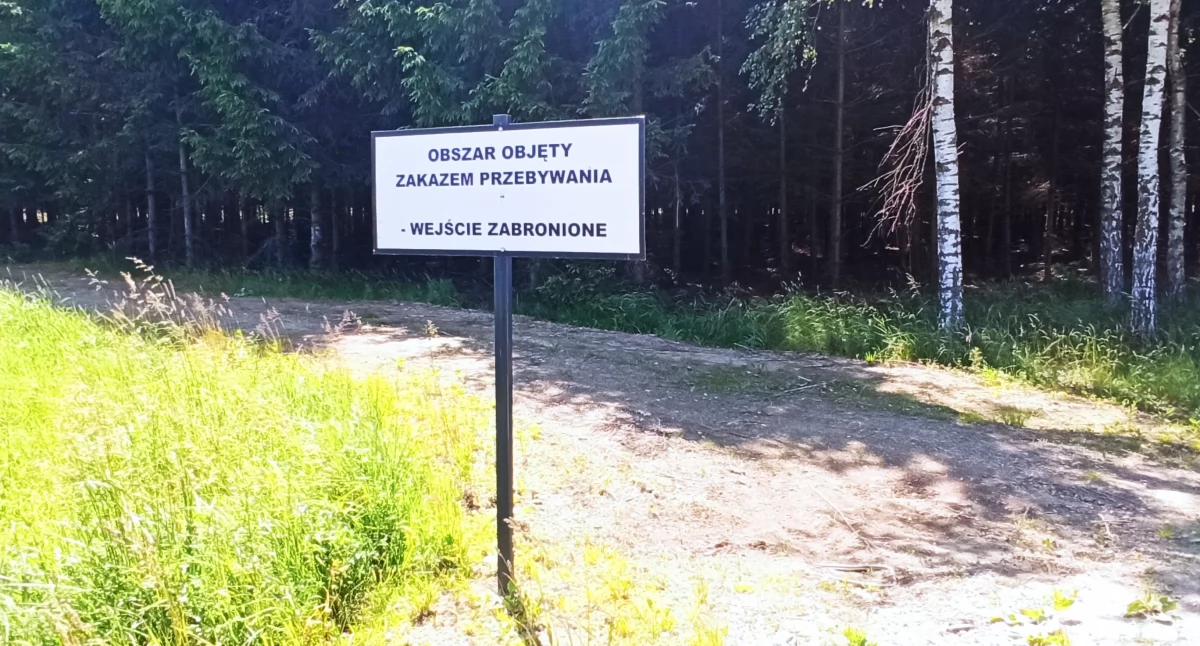 OBSZAR OBJĘTY
ZAKAZEM PRZEBYWANIA
- WEJŚCIE ZABRONIONE